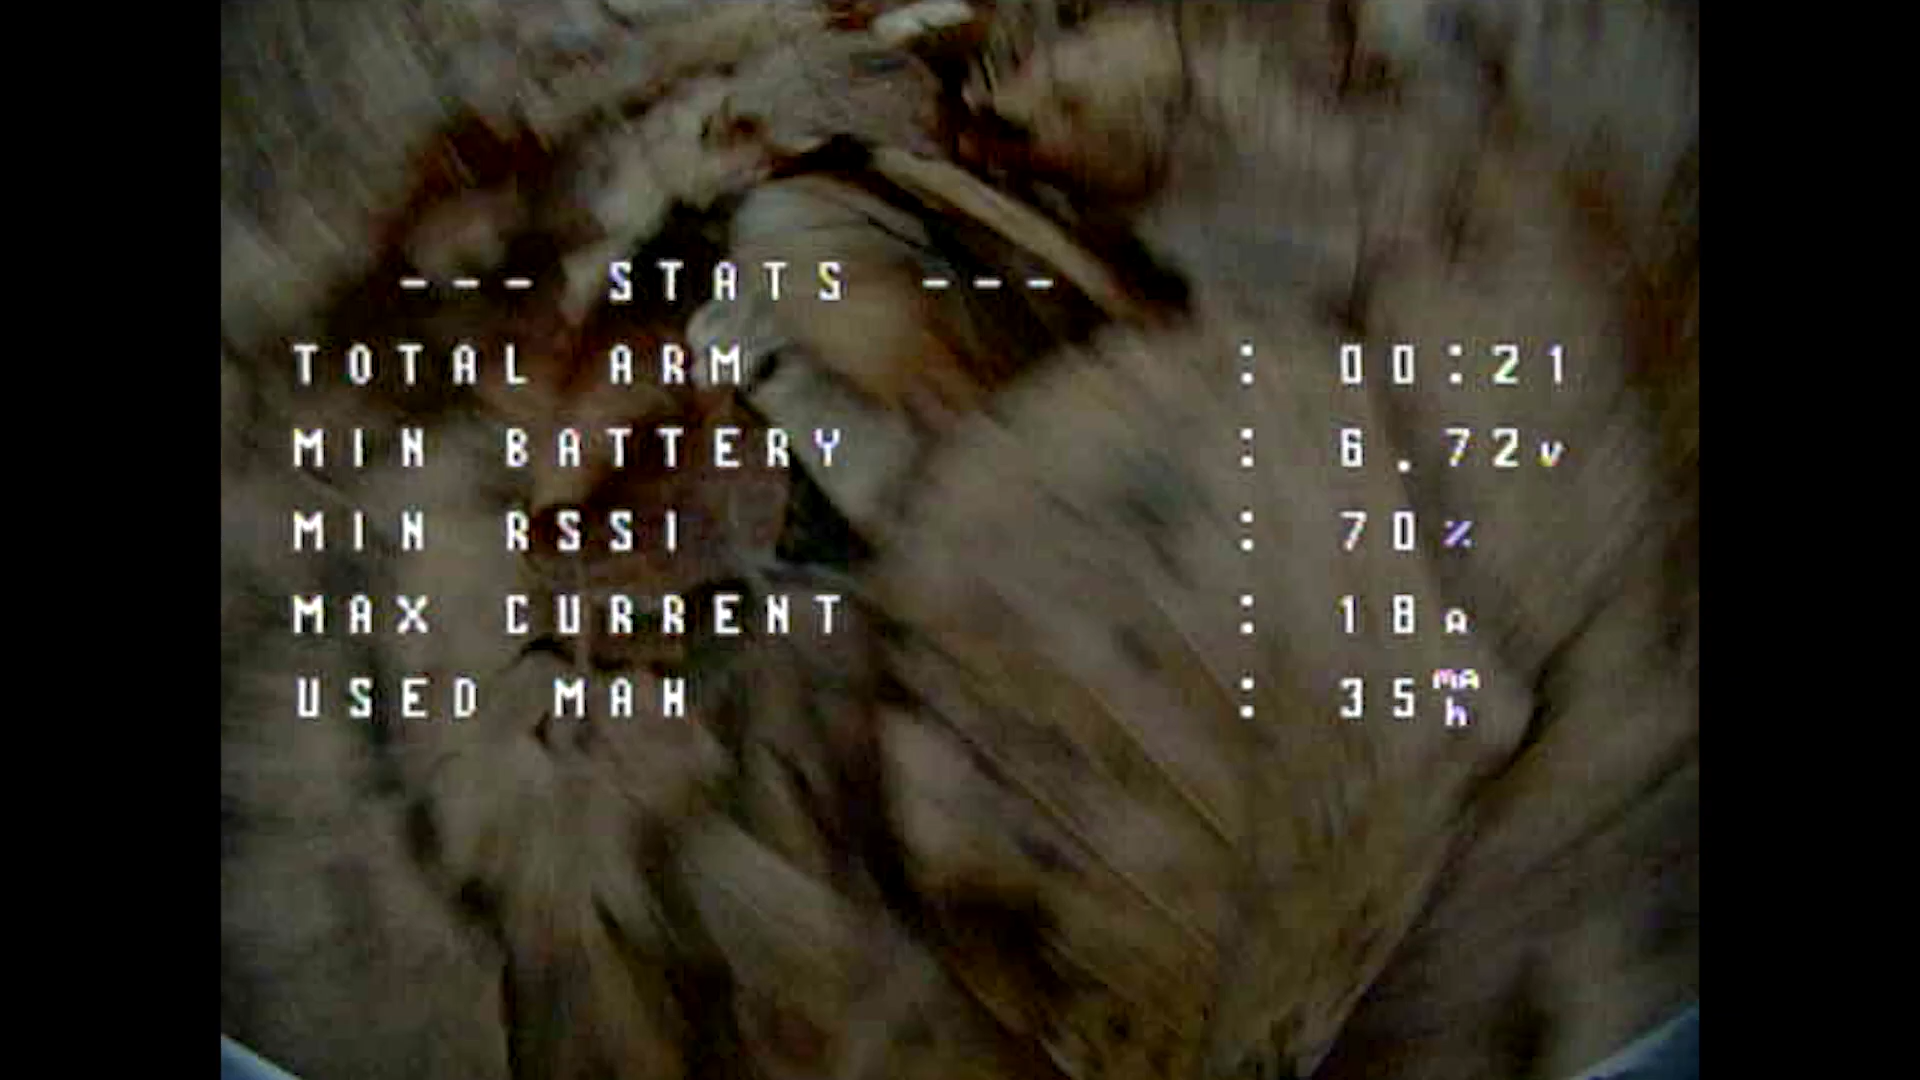 --- STATS ---
TOTAL ARM : 00:21
MIN BATTERY : 6.72v
MIN RSSI : 70%
MAX CURRENT : 18A
USED MAH : 35mAh